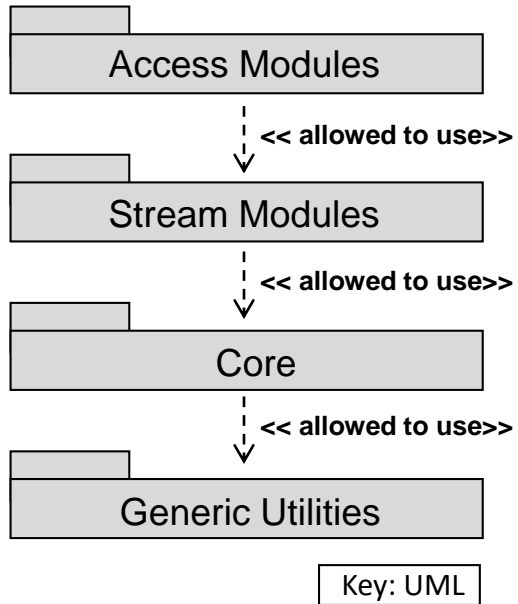 Access Modules
<< allowed to use>>
Stream Modules
<< allowed to use>>
Core
<< allowed to use>>
Generic Utilities
Key: UML